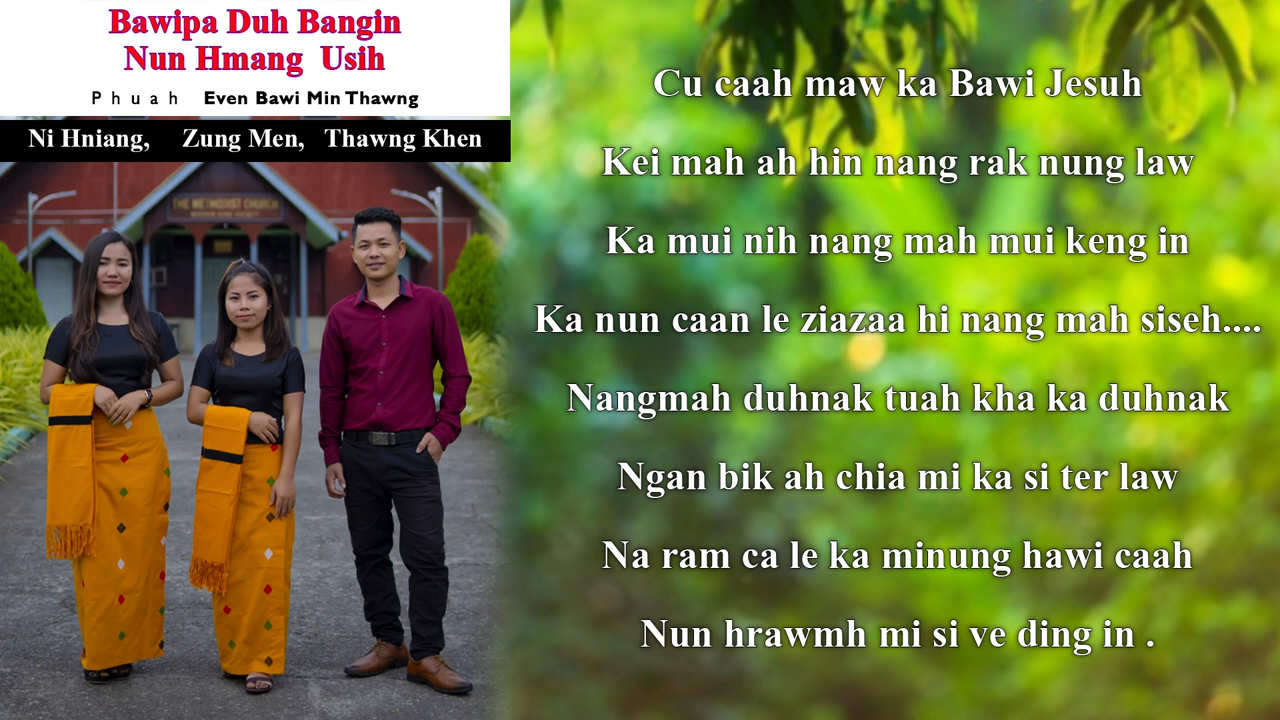 Bawipa Duh Bangin
Nun Hmang Usih
Phuah Even Bawi Min Thawng
Ni Hniang, Zung Men, Thawng Khen
THE METHODIST CHURCH
Cu caah maw ka Bawi Jesuh
Kei mah ah hin nang rak nung law
Ka mui nih nang mah mui keng in
Ka nun caan le ziazaa hi nang mah siseh....
Nangmah duhnak tuah kha ka duhnak
Ngan bik ah chia mi ka si ter law
Na ram ca le ka minung hawi caah
Nun hrawmh mi si ve ding in .